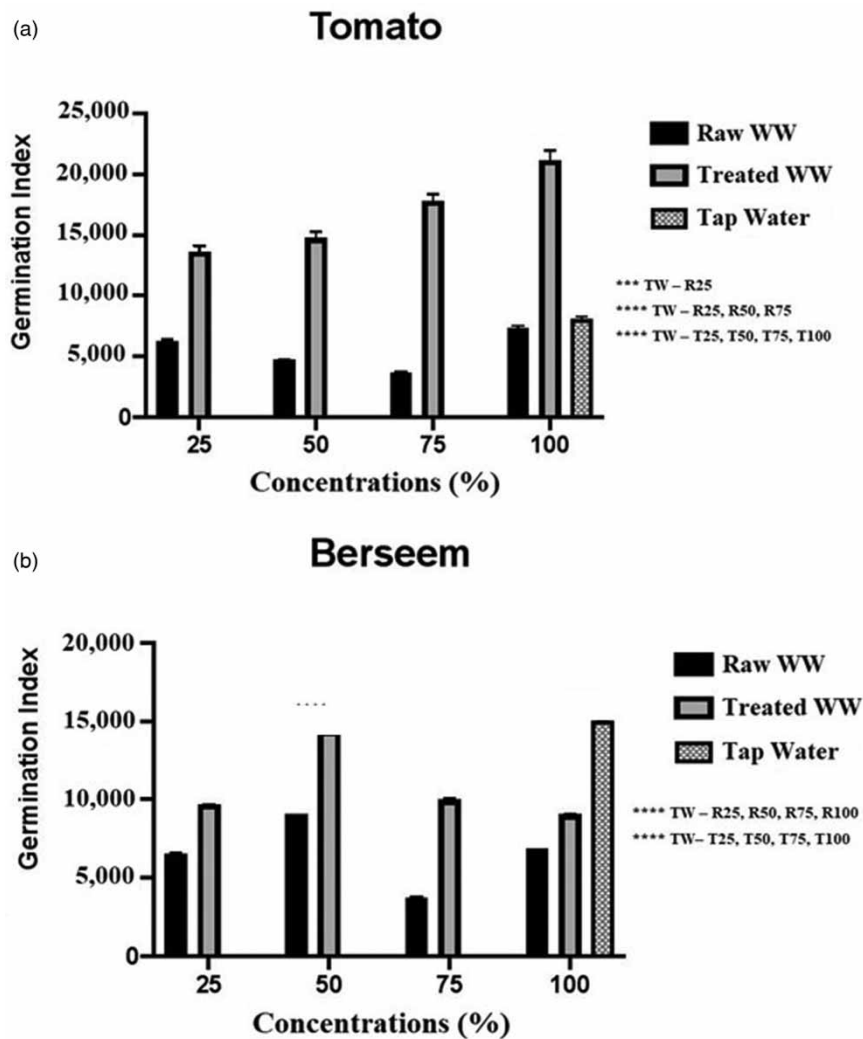 (a)
Tomato
25,000
20,000
15,000
10,000
5,000
0
Germination Index
25 50 75 100
Concentrations (%)
Raw WW
Treated WW
Tap Water
*** TW – R25
**** TW – R25, R50, R75
**** TW – T25, T50, T75, T100
(b)
Berseem
20,000
15,000
10,000
5,000
0
Germination Index
....
25 50 75 100
Concentrations (%)
Raw WW
Treated WW
Tap Water
**** TW – R25, R50, R75, R100
**** TW– T25, T50, T75, T100